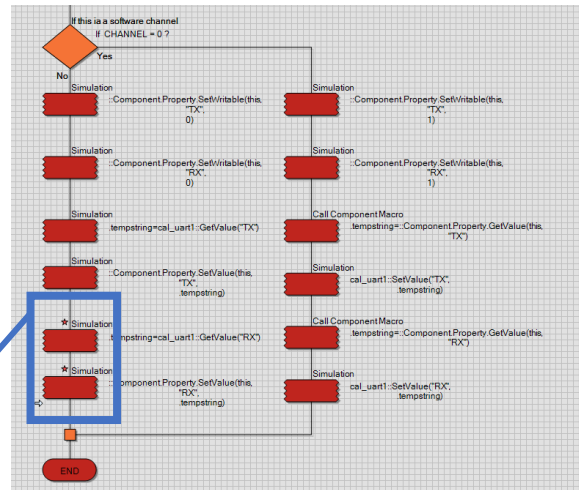 If this ia a software channel
If CHANNEL = 0 ?
Yes
No
Simulation
::Component.Property.SetWritable(this,
"TX",
0)
Simulation
::Component.Property.SetWritable(this,
"TX",
1)
Simulation
::Component.Property.SetWritable(this,
"RX",
0)
Simulation
::Component.Property.SetWritable(this,
"RX",
1)
Simulation
.tempstring=cal_uart1::GetValue("TX")
Call Component Macro
.tempstring=::Component.Property.GetValue(this,
"TX")
Simulation
::Component.Property.SetValue(this,
"TX",
.tempstring)
Simulation
cal_uart1::SetValue("TX",
.tempstring)
Simulation
.tempstring=cal_uart1::GetValue("RX")
Call Component Macro
.tempstring=::Component.Property.GetValue(this,
"RX")
Simulation
::Component.Property.SetValue(this,
"RX",
.tempstring)
Simulation
cal_uart1::SetValue("RX",
.tempstring)
END